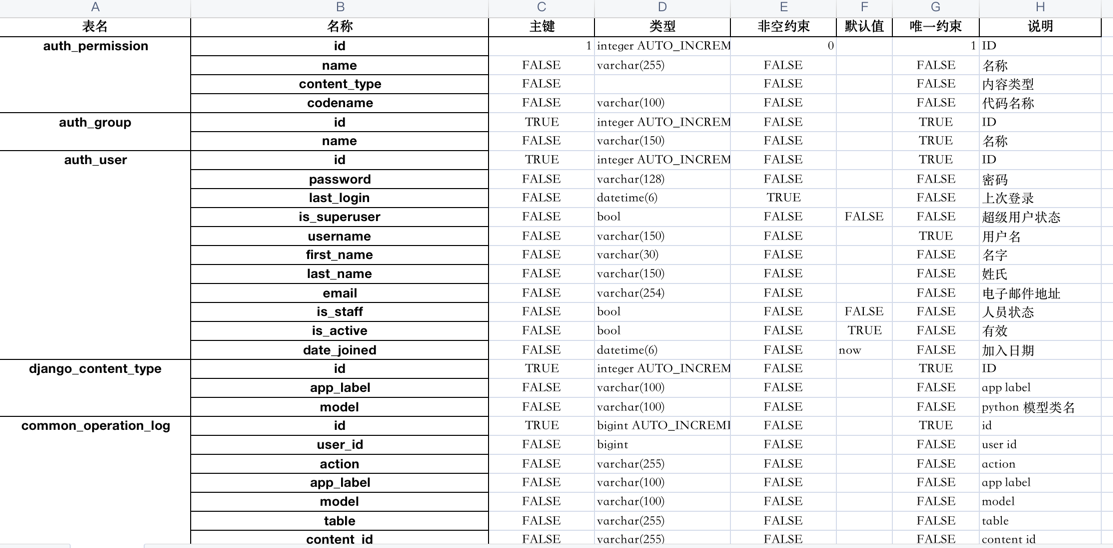 A B C D E F G H
表名 名称 主键 类型 非空约束 默认值 唯一约束 说明
auth_permission id 1 integer AUTO_INCREM 0 1 ID
name FALSE varchar(255) FALSE FALSE 名称
content_type FALSE FALSE FALSE 内容类型
codename FALSE varchar(100) FALSE FALSE 代码名称
auth_group id TRUE integer AUTO_INCREM FALSE TRUE ID
name FALSE varchar(150) FALSE TRUE 名称
auth_user id TRUE integer AUTO_INCREM FALSE TRUE ID
password FALSE varchar(128) FALSE FALSE 密码
last_login FALSE datetime(6) TRUE FALSE 上次登录
is_superuser FALSE bool FALSE FALSE FALSE 超级用户状态
username FALSE varchar(150) FALSE TRUE 用户名
first_name FALSE varchar(30) FALSE FALSE 名字
last_name FALSE varchar(150) FALSE FALSE 姓氏
email FALSE varchar(254) FALSE FALSE 电子邮件地址
is_staff FALSE bool FALSE FALSE FALSE 人员状态
is_active FALSE bool FALSE TRUE FALSE 有效
date_joined FALSE datetime(6) FALSE now FALSE 加入日期
django_content_type id TRUE integer AUTO_INCREM FALSE TRUE ID
app_label FALSE varchar(100) FALSE FALSE app label
model FALSE varchar(100) FALSE FALSE python 模型类名
common_operation_log id TRUE bigint AUTO_INCREMI FALSE TRUE id
user_id FALSE bigint FALSE FALSE user id
action FALSE varchar(255) FALSE FALSE action
app_label FALSE varchar(100) FALSE FALSE app label
model FALSE varchar(100) FALSE FALSE model
table FALSE varchar(255) FALSE FALSE table
content_id FALSE varchar(255) FALSE FALSE content id